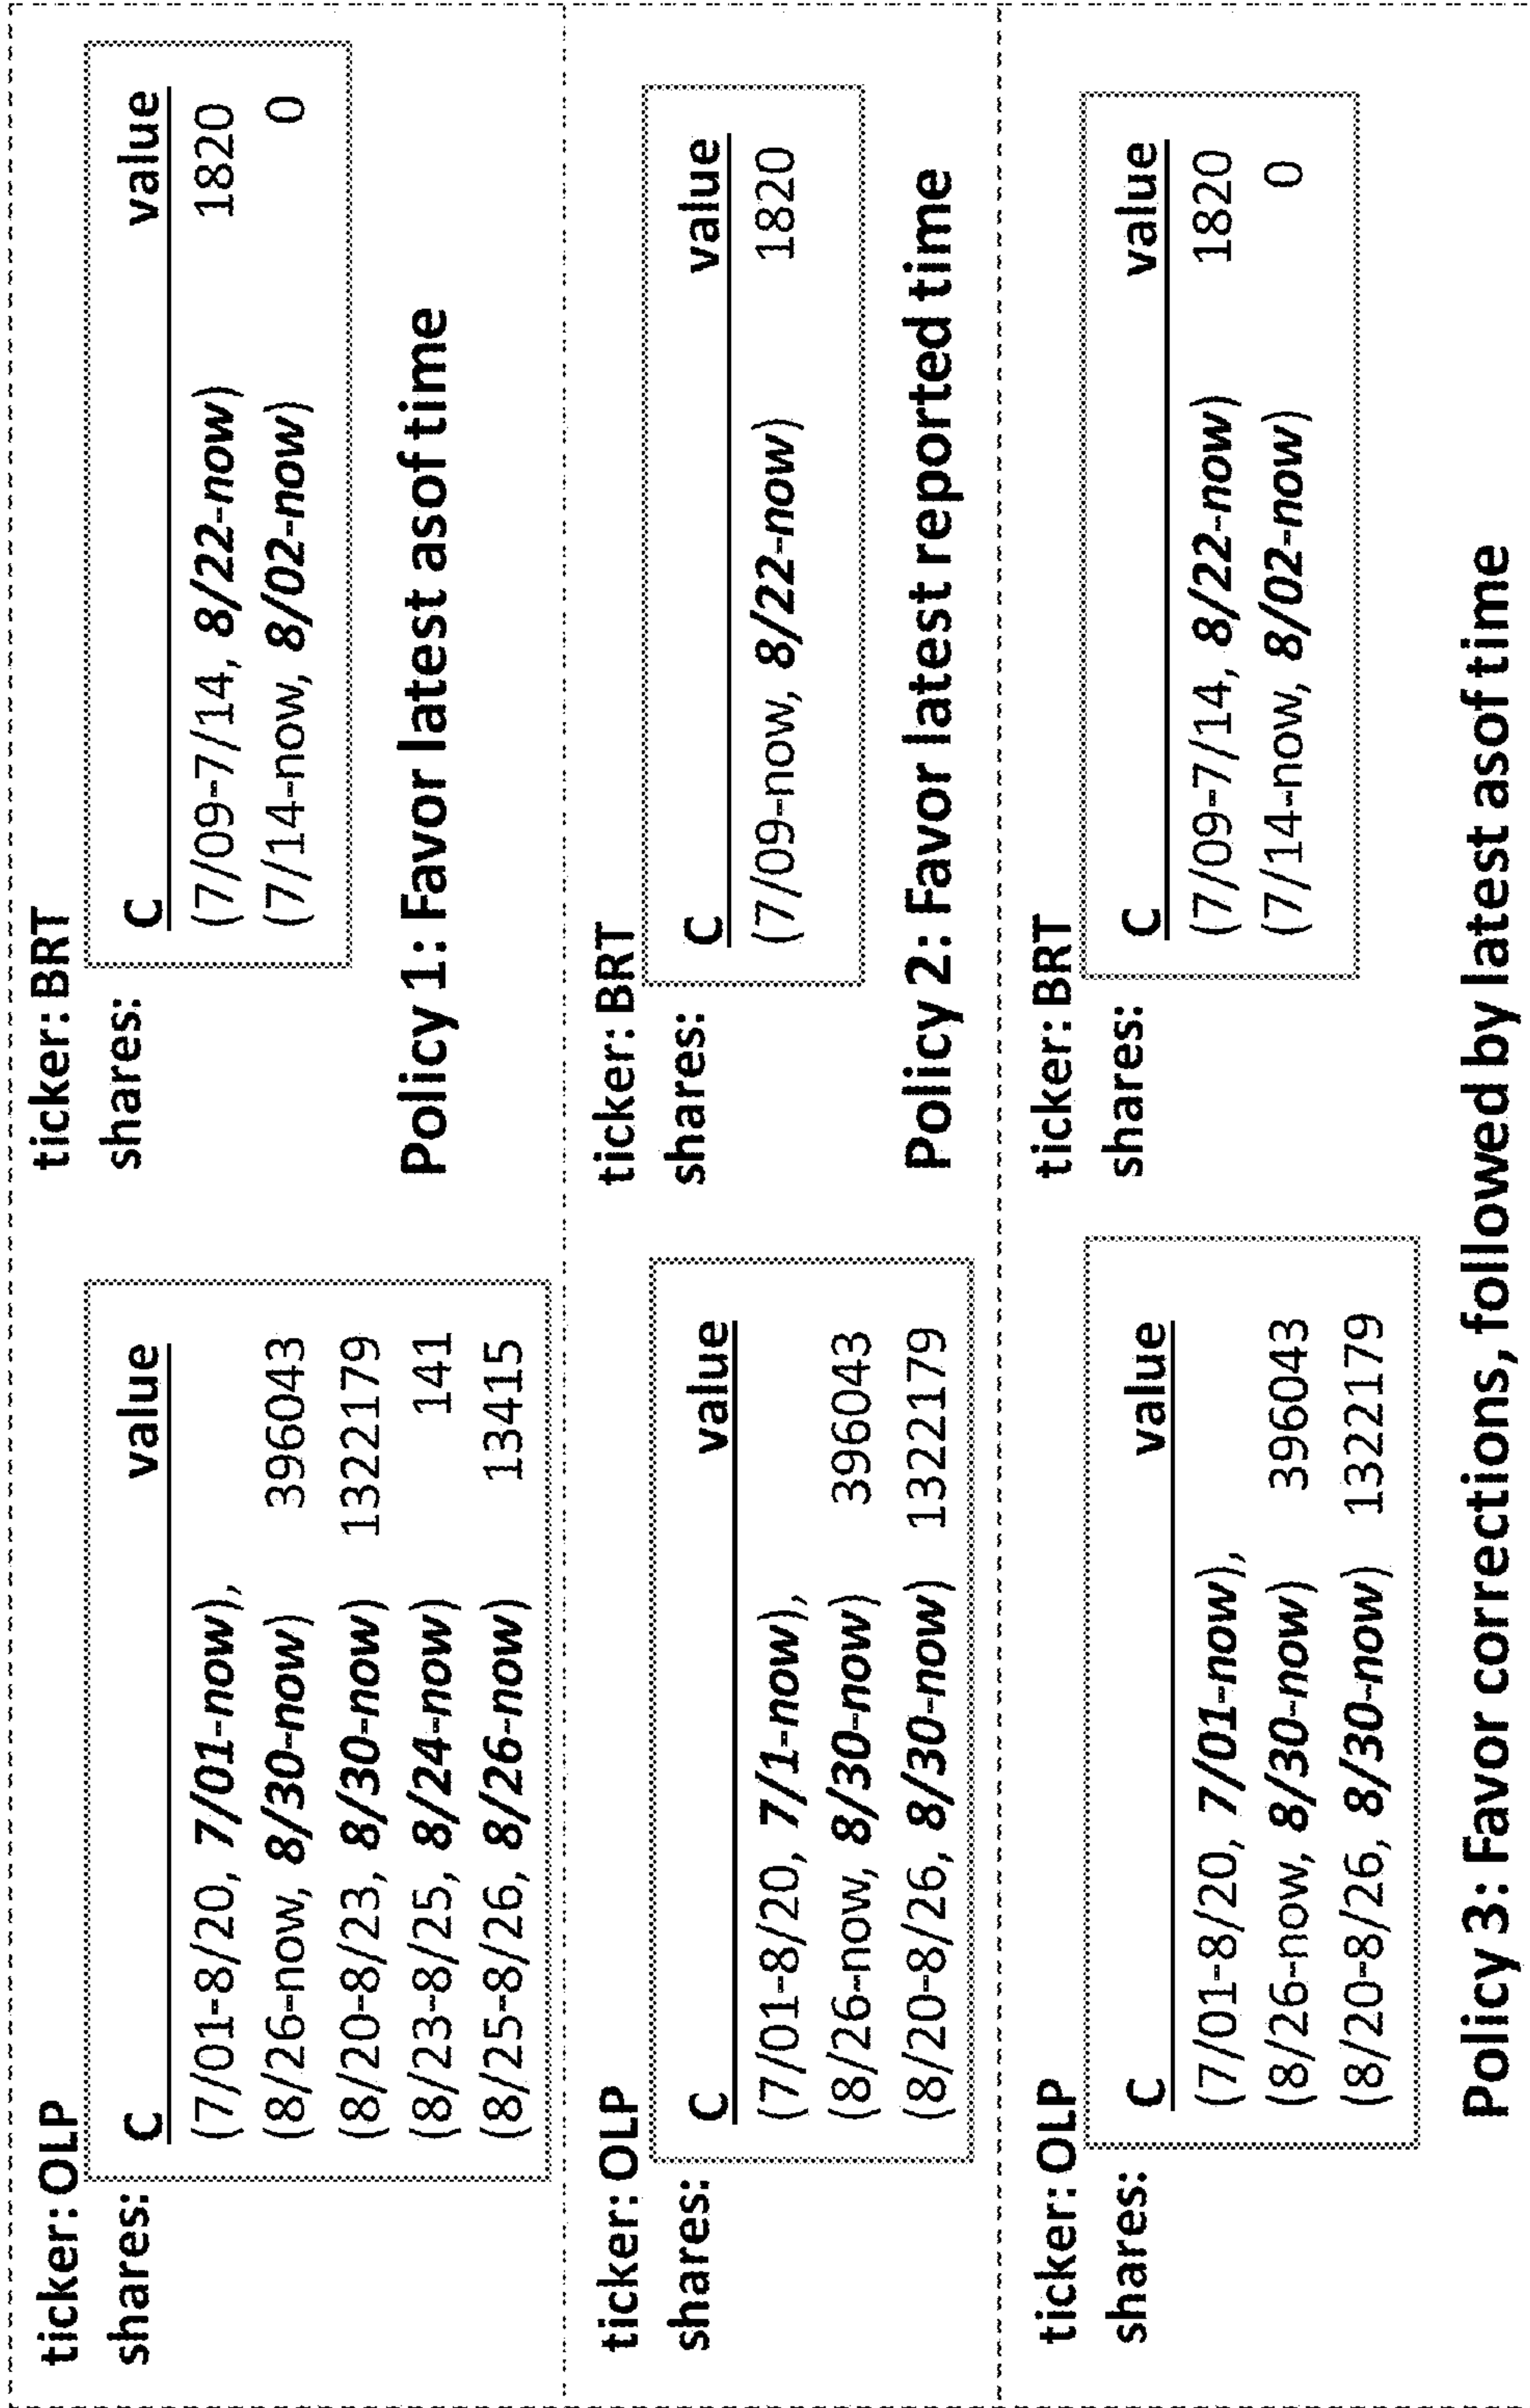 ticker: OLP
shares:
C value
(7/01-8/20, 7/01-now),
(8/26-now, 8/30-now) 396043
(8/20-8/23, 8/30-now) 1322179
(8/23-8/25, 8/24-now) 141
(8/25-8/26, 8/26-now) 13415
ticker: BRT
shares:
C value
(7/09-7/14, 8/22-now) 1820
(7/14-now, 8/02-now) 0
Policy 1: Favor latest asof time
ticker: OLP
shares:
C value
(7/01-8/20, 7/1-now),
(8/26-now, 8/30-now) 396043
(8/20-8/26, 8/30-now) 1322179
ticker: BRT
shares:
C value
(7/09-now, 8/22-now) 1820
Policy 2: Favor latest reported time
ticker: OLP
shares:
C value
(7/01-8/20, 7/01-now),
(8/26-now, 8/30-now) 396043
(8/20-8/26, 8/30-now) 1322179
ticker: BRT
shares:
C value
(7/09-7/14, 8/22-now) 1820
(7/14-now, 8/02-now) 0
Policy 3: Favor corrections, followed by latest asof time